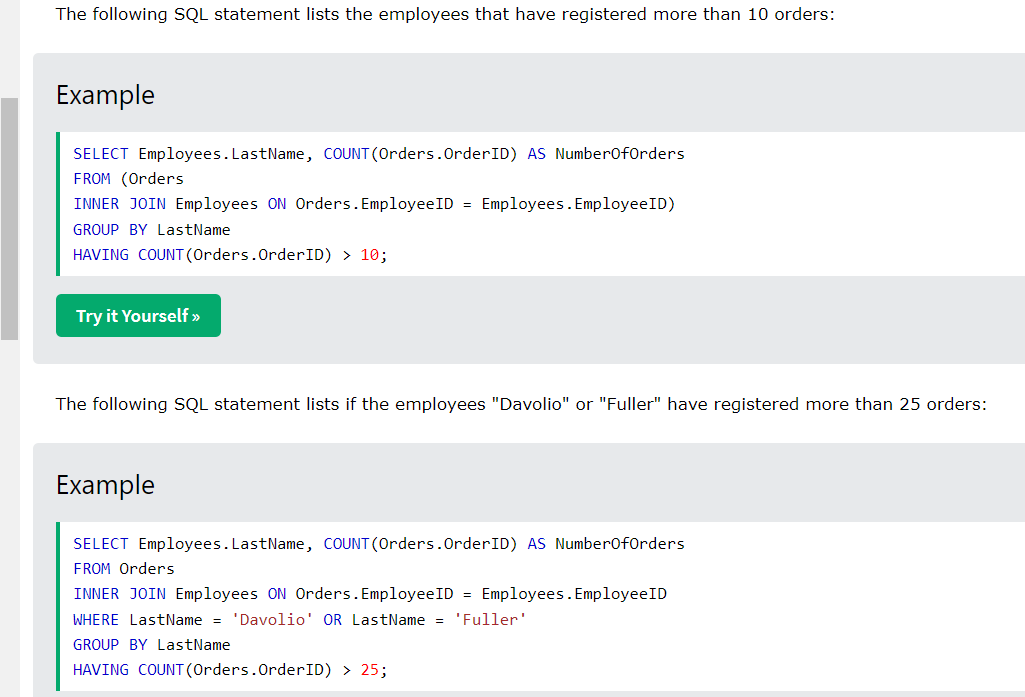 The following SQL statement lists the employees that have registered more than 10 orders:
Example
SELECT Employees.LastName, COUNT(Orders.OrderID) AS NumberOfOrders
FROM (Orders
INNER JOIN Employees ON Orders.EmployeeID = Employees.EmployeeID)
GROUP BY LastName
HAVING COUNT(Orders.OrderID) > 10;
Try it Yourself »
The following SQL statement lists if the employees "Davolio" or "Fuller" have registered more than 25 orders:
Example
SELECT Employees.LastName, COUNT(Orders.OrderID) AS NumberOfOrders
FROM Orders
INNER JOIN Employees ON Orders.EmployeeID = Employees.EmployeeID
WHERE LastName = 'Davolio' OR LastName = 'Fuller'
GROUP BY LastName
HAVING COUNT(Orders.OrderID) > 25;